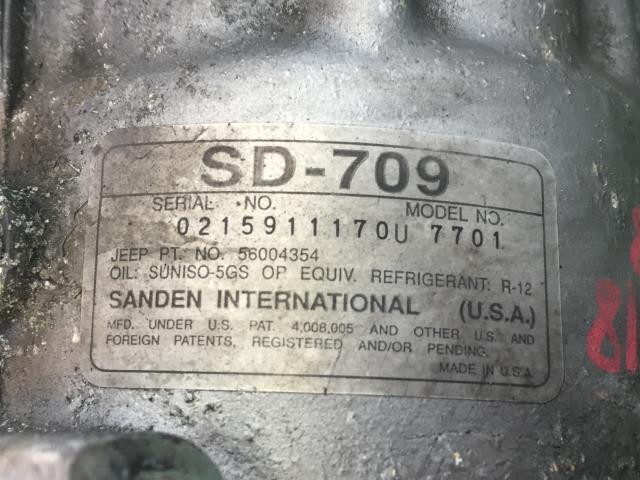 SD-709
SERIAL NO. MODEL NO.
0215911170U 7701
JEEP PT. NO. 56004354
OIL: SUNISO-5GS OR EQUIV. REFRIGERANT: R-12
SANDEN INTERNATIONAL (U.S.A.)
MFD. UNDER U.S. PAT. 4,008,005 AND OTHER U.S. AND
FOREIGN PATENTS, REGISTERED AND/OR PENDING.
MADE IN U.S.A